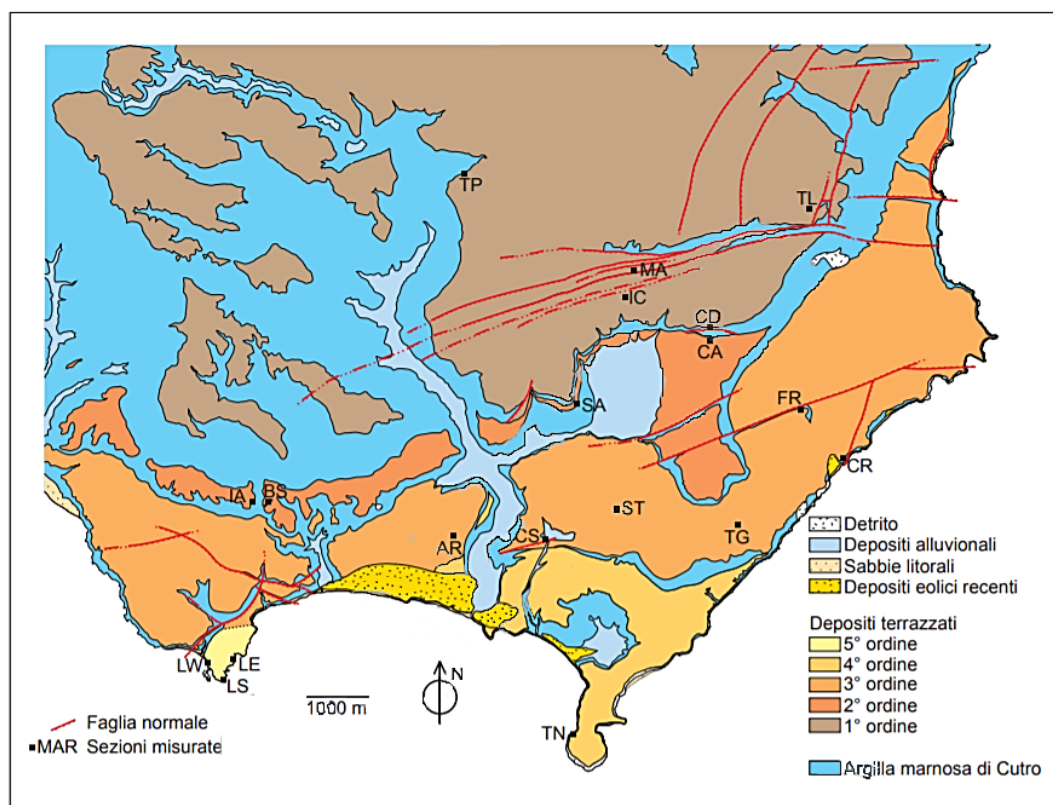 TP
TL
MA
IC
CD
CA
SA
FR
CR
IA BS
ST
AR
CS
TG
LW
LE
LS
TN
N
1000 m
Faglia normale
MAR Sezioni misurate
Detrito
Depositi alluvionali
Sabbie litorali
Depositi eolici recenti
Depositi terrazzati
5° ordine
4° ordine
3° ordine
2° ordine
1° ordine
Argilla marnosa di Cutro